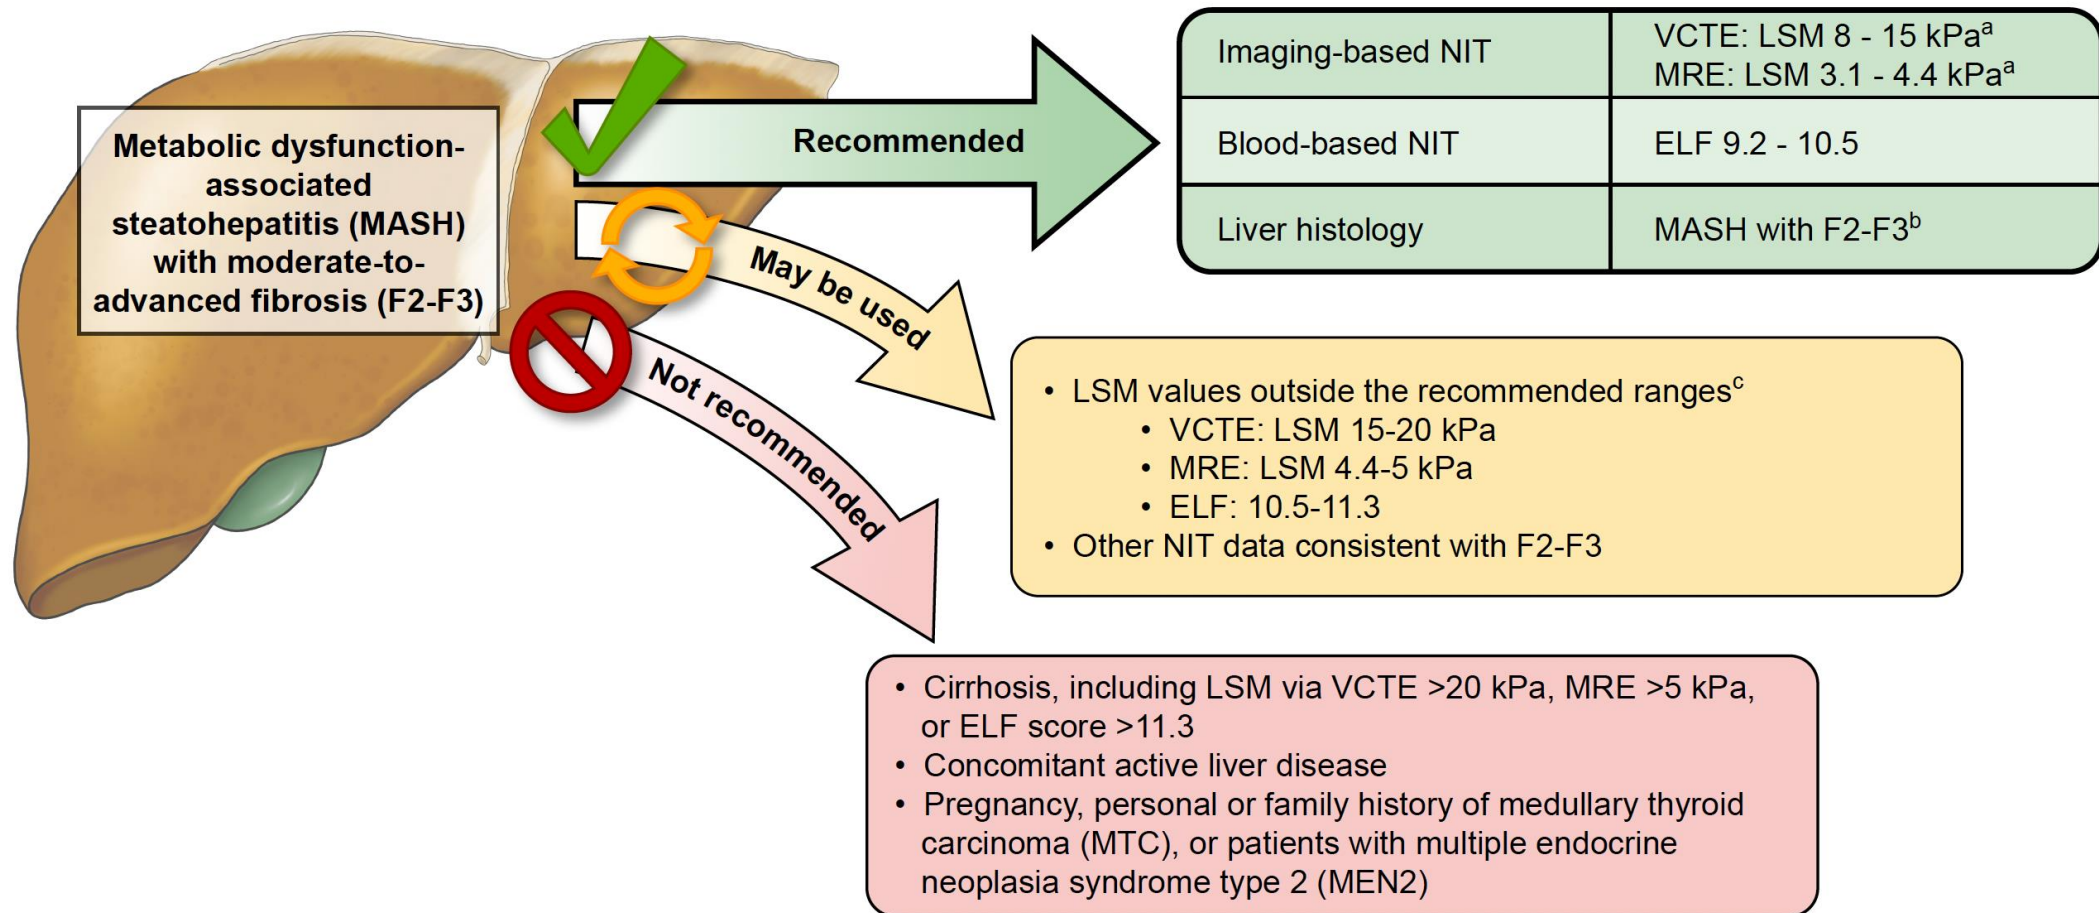 Metabolic dysfunction-
associated
steatohepatitis (MASH)
with moderate-to-
advanced fibrosis (F2-F3)
Recommended
Imaging-based NIT
VCTE: LSM 8 - 15 kPaᵃ
MRE: LSM 3.1 - 4.4 kPaᵃ
Blood-based NIT
ELF 9.2 - 10.5
Liver histology
MASH with F2-F3ᵇ
May be used
• LSM values outside the recommended rangesᶜ
• VCTE: LSM 15-20 kPa
• MRE: LSM 4.4-5 kPa
• ELF: 10.5-11.3
• Other NIT data consistent with F2-F3
Not recommended
• Cirrhosis, including LSM via VCTE >20 kPa, MRE >5 kPa,
or ELF score >11.3
• Concomitant active liver disease
• Pregnancy, personal or family history of medullary thyroid
carcinoma (MTC), or patients with multiple endocrine
neoplasia syndrome type 2 (MEN2)